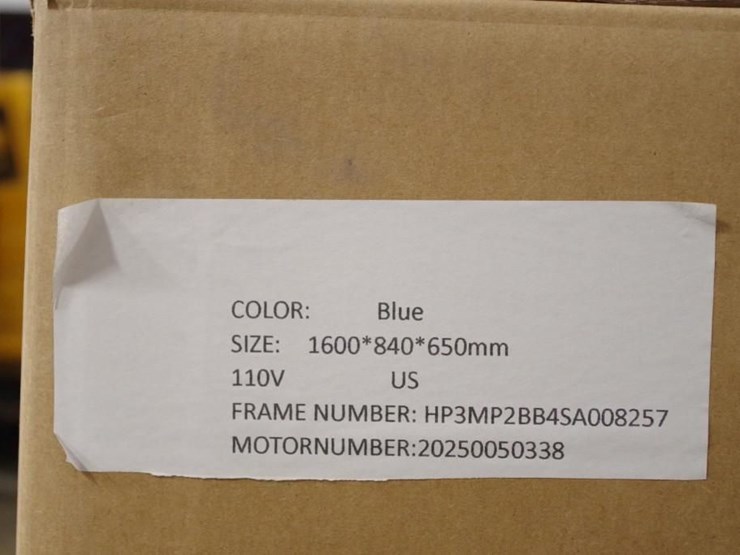 COLOR: Blue
SIZE: 1600*840*650mm
110V US
FRAME NUMBER: HP3MP2BB4SA008257
MOTORNUMBER:20250050338